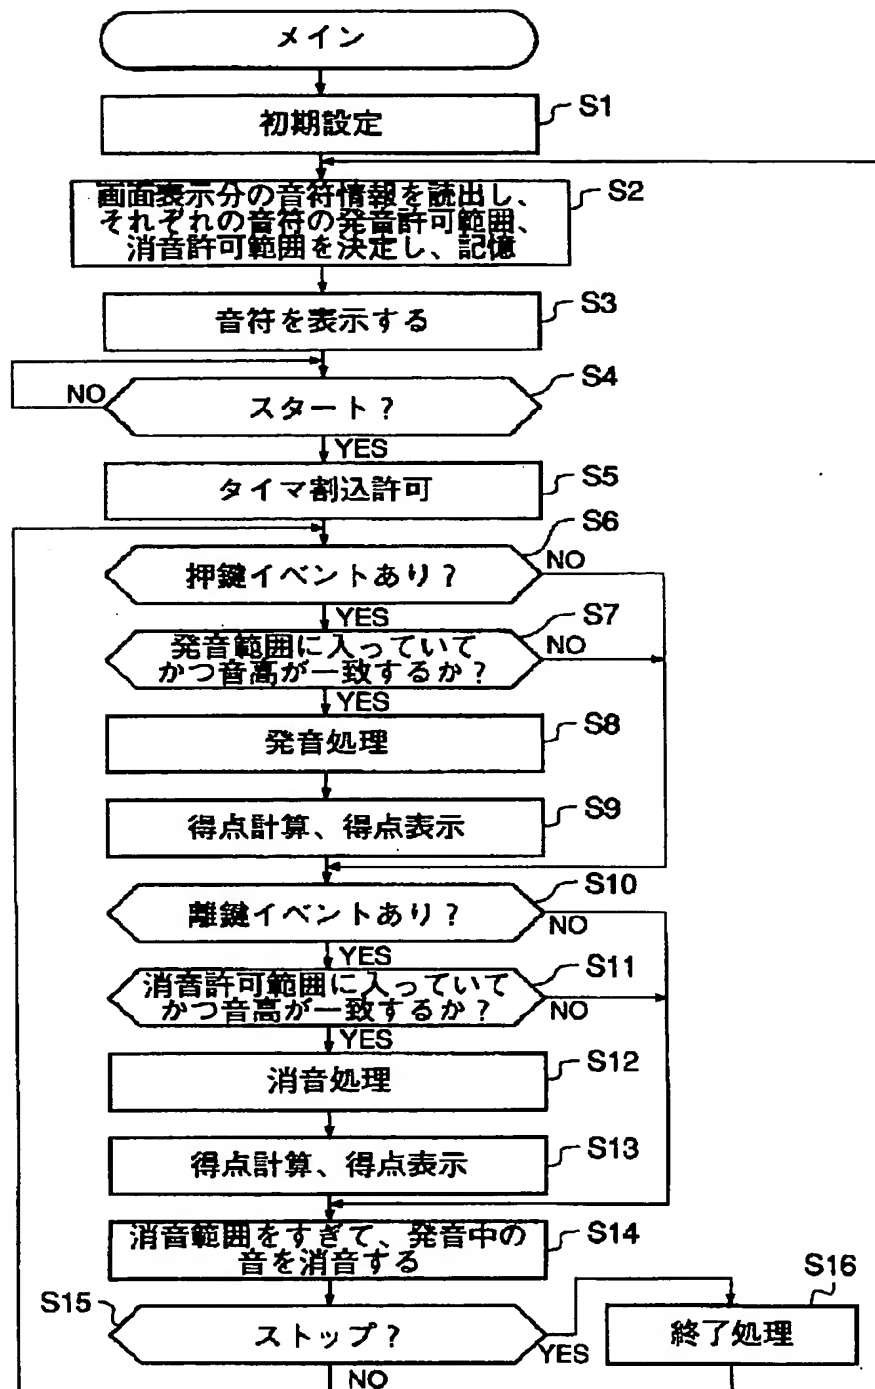 メイン
初期設定
S1
画面表示分の音符情報を読出し、
それぞれの音符の発音許可範囲、
消音許可範囲を決定し、記憶
S2
音符を表示する
S3
スタート？
S4
NO
YES
タイマ割込許可
S5
押鍵イベントあり？
S6
NO
YES
発音範囲に入っていて
かつ音高が一致するか？
S7
NO
YES
発音処理
S8
得点計算、得点表示
S9
離鍵イベントあり？
S10
NO
YES
消音許可範囲に入っていて
かつ音高が一致するか？
S11
NO
YES
消音処理
S12
得点計算、得点表示
S13
消音範囲をすぎて、発音中の
音を消音する
S14
S15
ストップ？
YES
NO
終了処理
S16